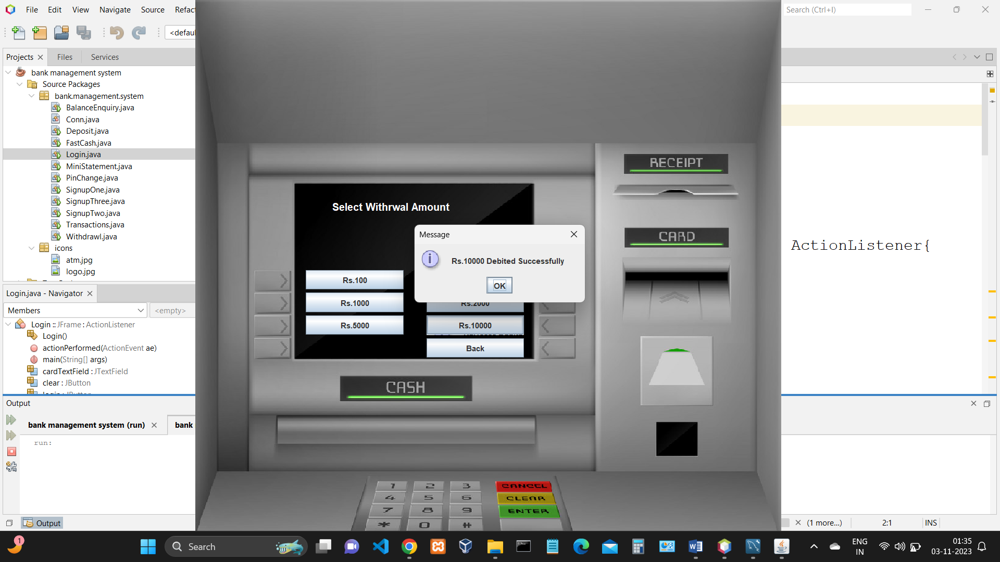 File Edit View Navigate Source Refact
Search (Ctrl+I)
<defaul
Projects Files Services
bank management system
Source Packages
bank.management.system
BalanceEnquiry.java
Conn.java
Deposit.java
FastCash.java
Login.java
MiniStatement.java
PinChange.java
SignupOne.java
SignupThree.java
SignupTwo.java
Transactions.java
Withdrawl.java
icons
atm.jpg
logo.jpg
Login.java - Navigator
Members
<empty>
Login :: JFrame : ActionListener
Login()
actionPerformed(ActionEvent ae)
main(String[] args)
cardTextField : JTextField
clear : JButton
Output
bank management system (run)
bank
run:
Output
Select Withrwal Amount
Message
Rs.10000 Debited Successfully
OK
Rs.100
Rs.1000
Rs.2000
Rs.5000
Rs.10000
Back
CASH
RECEIPT
CARD
1 2 3 CANCEL
4 5 6 CLEAR
7 8 9 ENTER
* 0 #
ActionListener{
(1 more...)
2:1
INS
1
Search
ENG
IN
01:35
03-11-2023